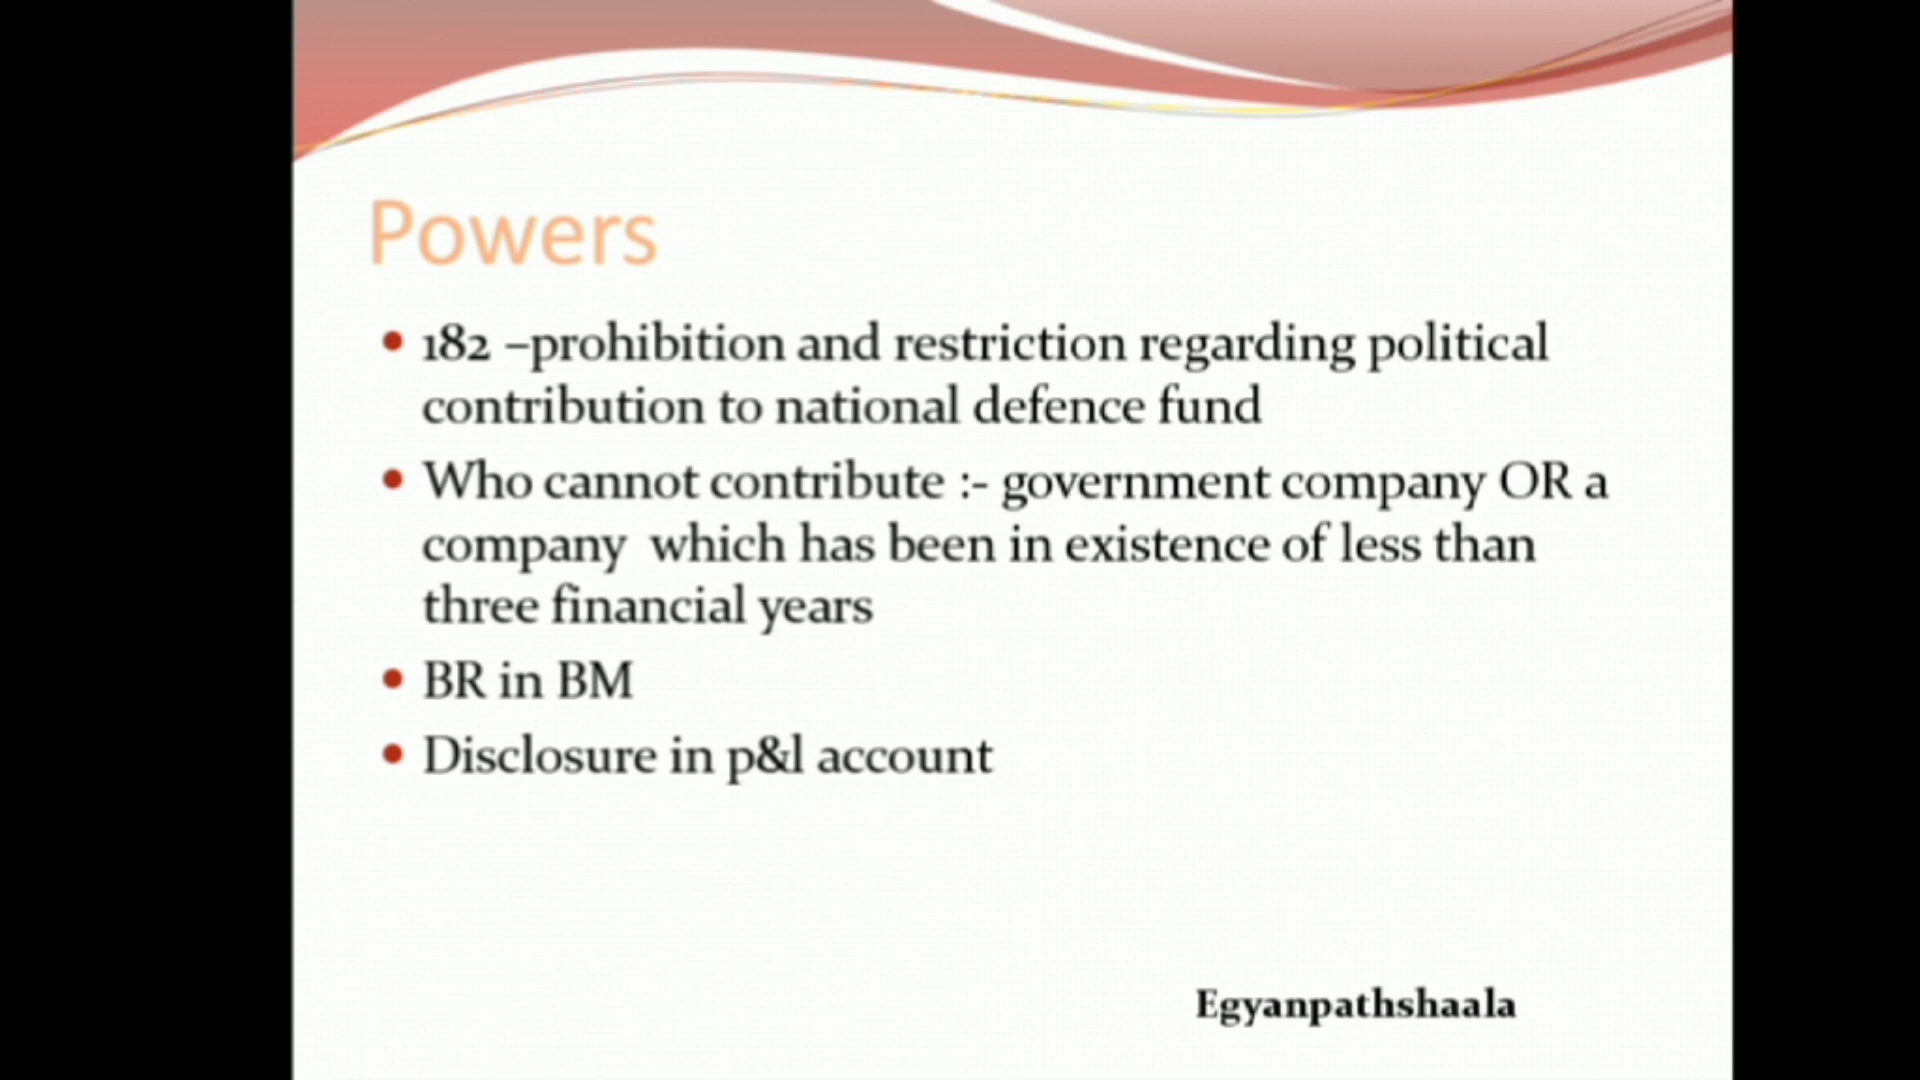 Powers
• 182 –prohibition and restriction regarding political
contribution to national defence fund
• Who cannot contribute :- government company OR a
company which has been in existence of less than
three financial years
• BR in BM
• Disclosure in p&l account
Egyanpathshaala